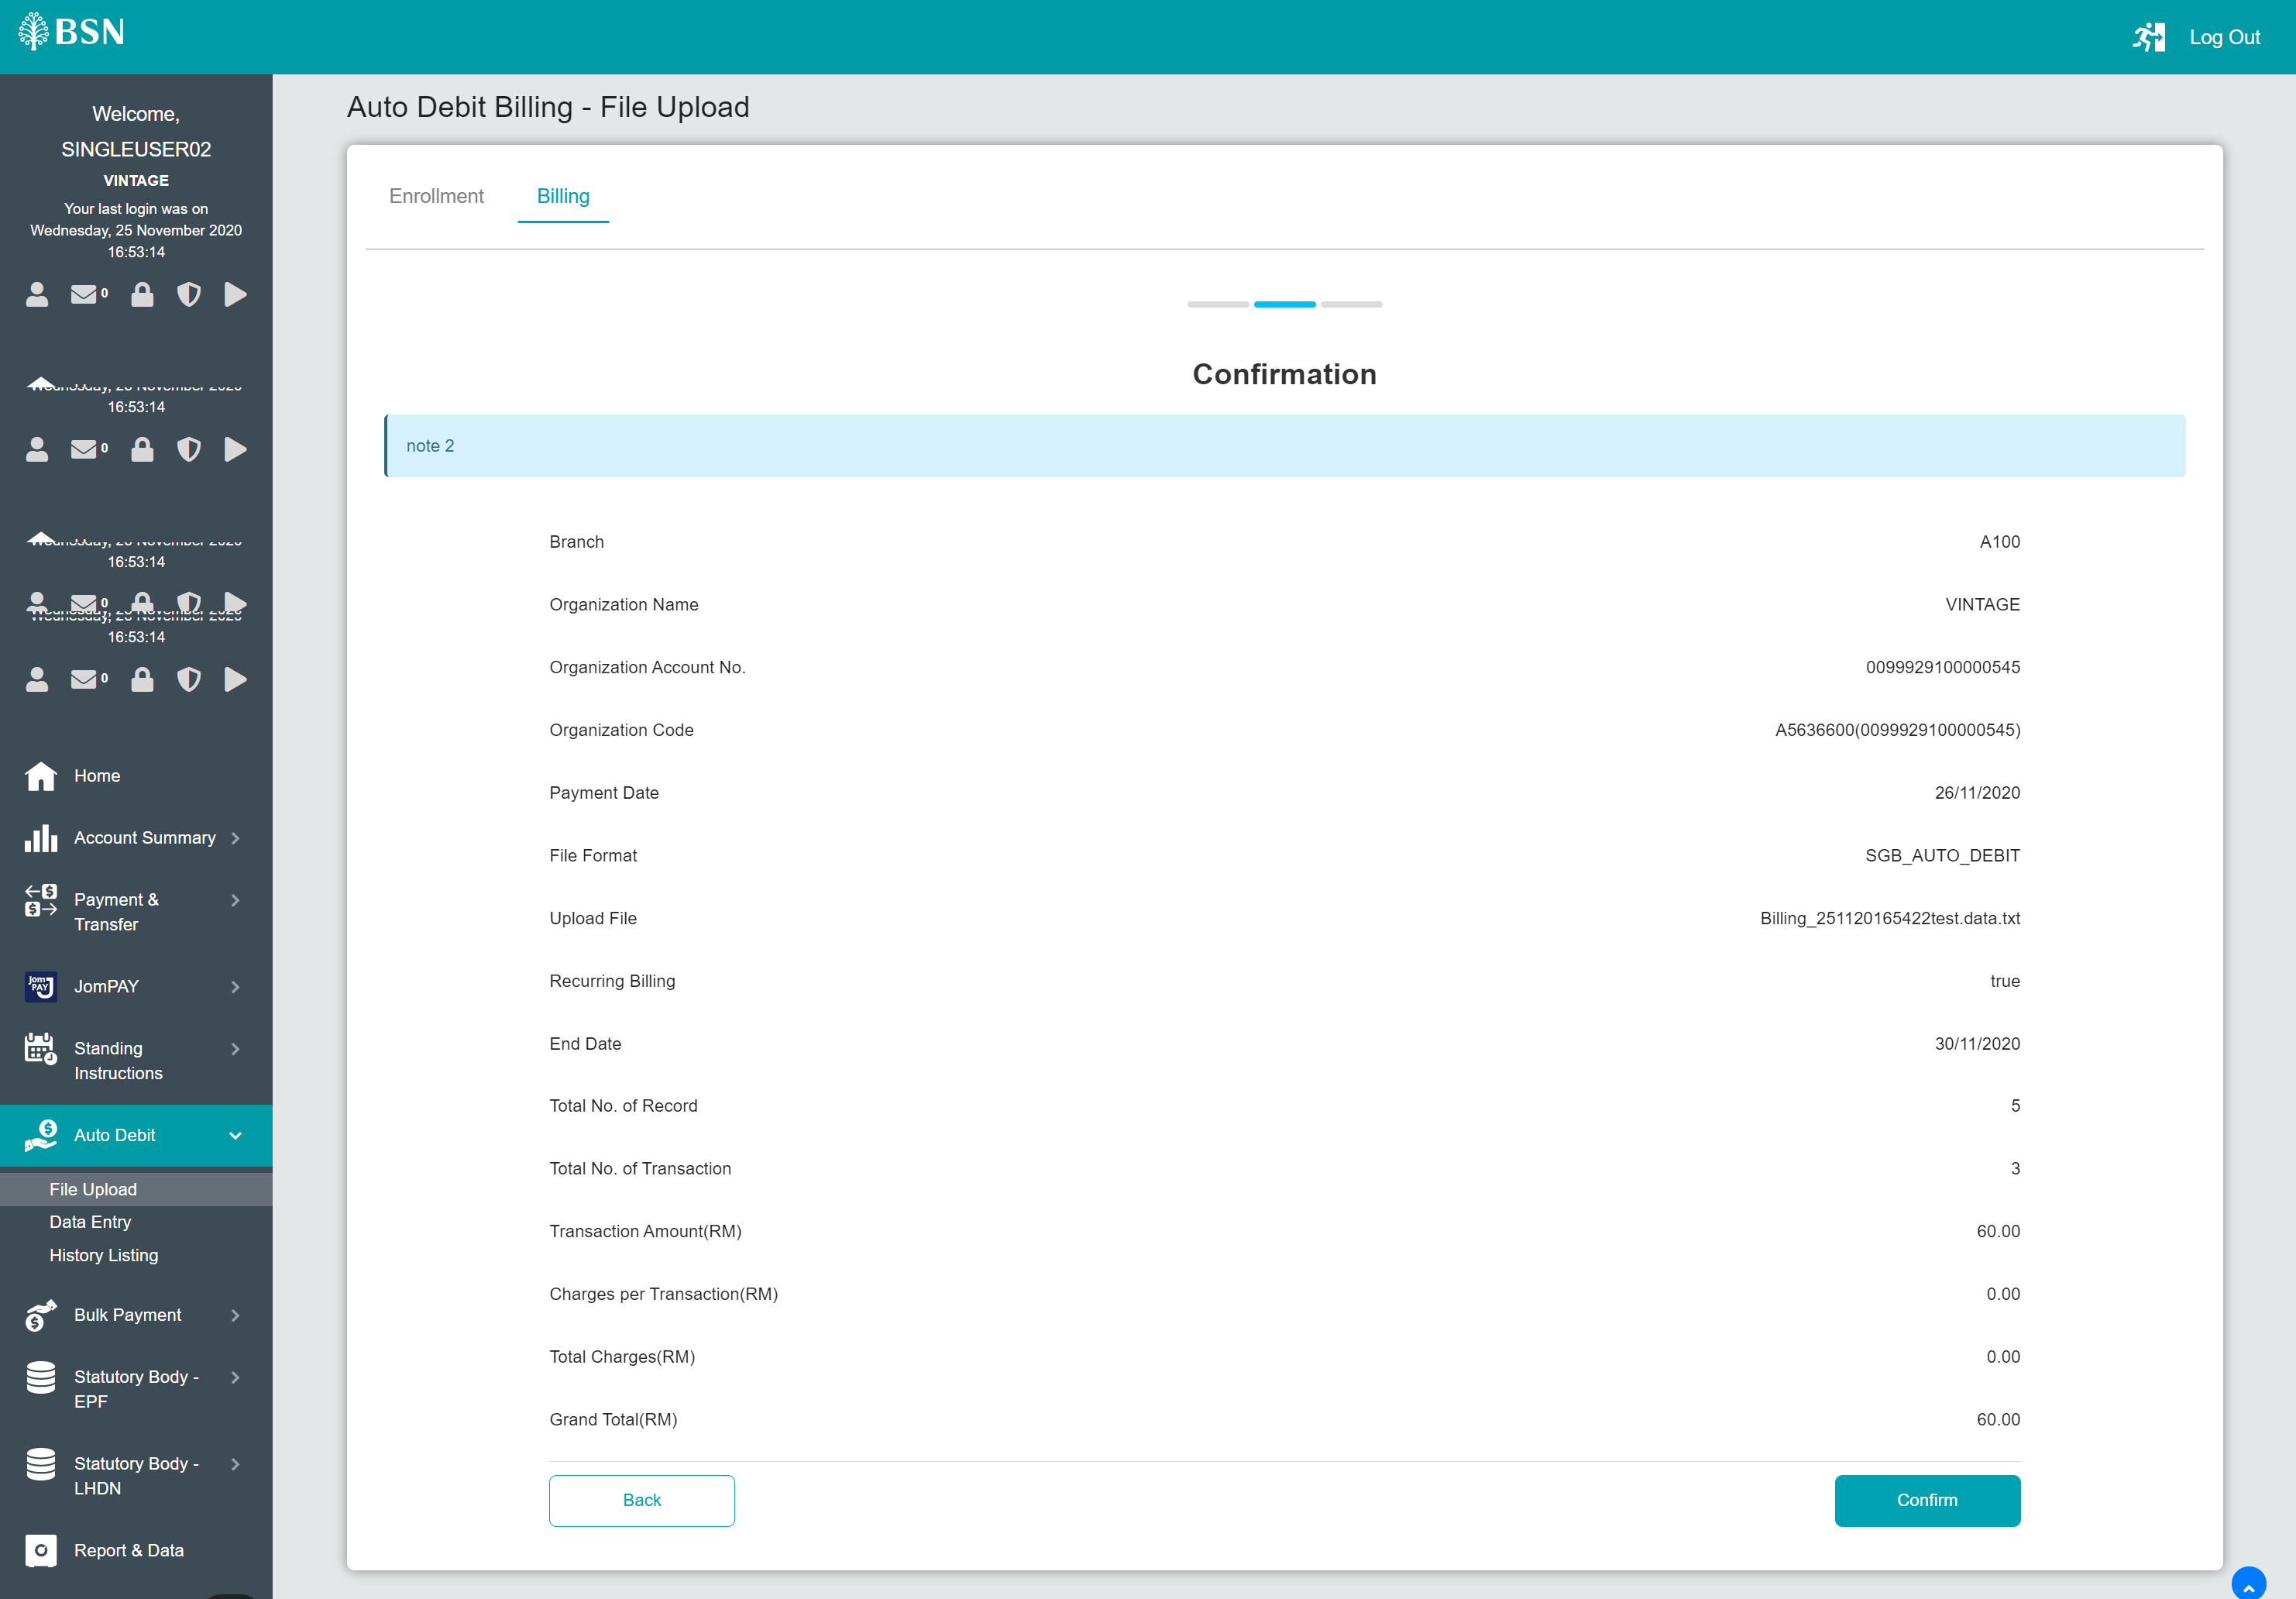 BSN
Log Out
Welcome,
SINGLEUSER02
VINTAGE
Your last login was on
Wednesday, 25 November 2020
16:53:14
0
16:53:14
0
16:53:14
0
16:53:14
0
Home
Account Summary
Payment &
Transfer
Jom
PAY
JomPAY
Standing
Instructions
Auto Debit
File Upload
Data Entry
History Listing
Bulk Payment
Statutory Body -
EPF
Statutory Body -
LHDN
Report & Data
Auto Debit Billing - File Upload
Enrollment Billing
Confirmation
note 2
Branch A100
Organization Name VINTAGE
Organization Account No. 0099929100000545
Organization Code A5636600(0099929100000545)
Payment Date 26/11/2020
File Format SGB_AUTO_DEBIT
Upload File Billing_251120165422test.data.txt
Recurring Billing true
End Date 30/11/2020
Total No. of Record 5
Total No. of Transaction 3
Transaction Amount(RM) 60.00
Charges per Transaction(RM) 0.00
Total Charges(RM) 0.00
Grand Total(RM) 60.00
Back Confirm